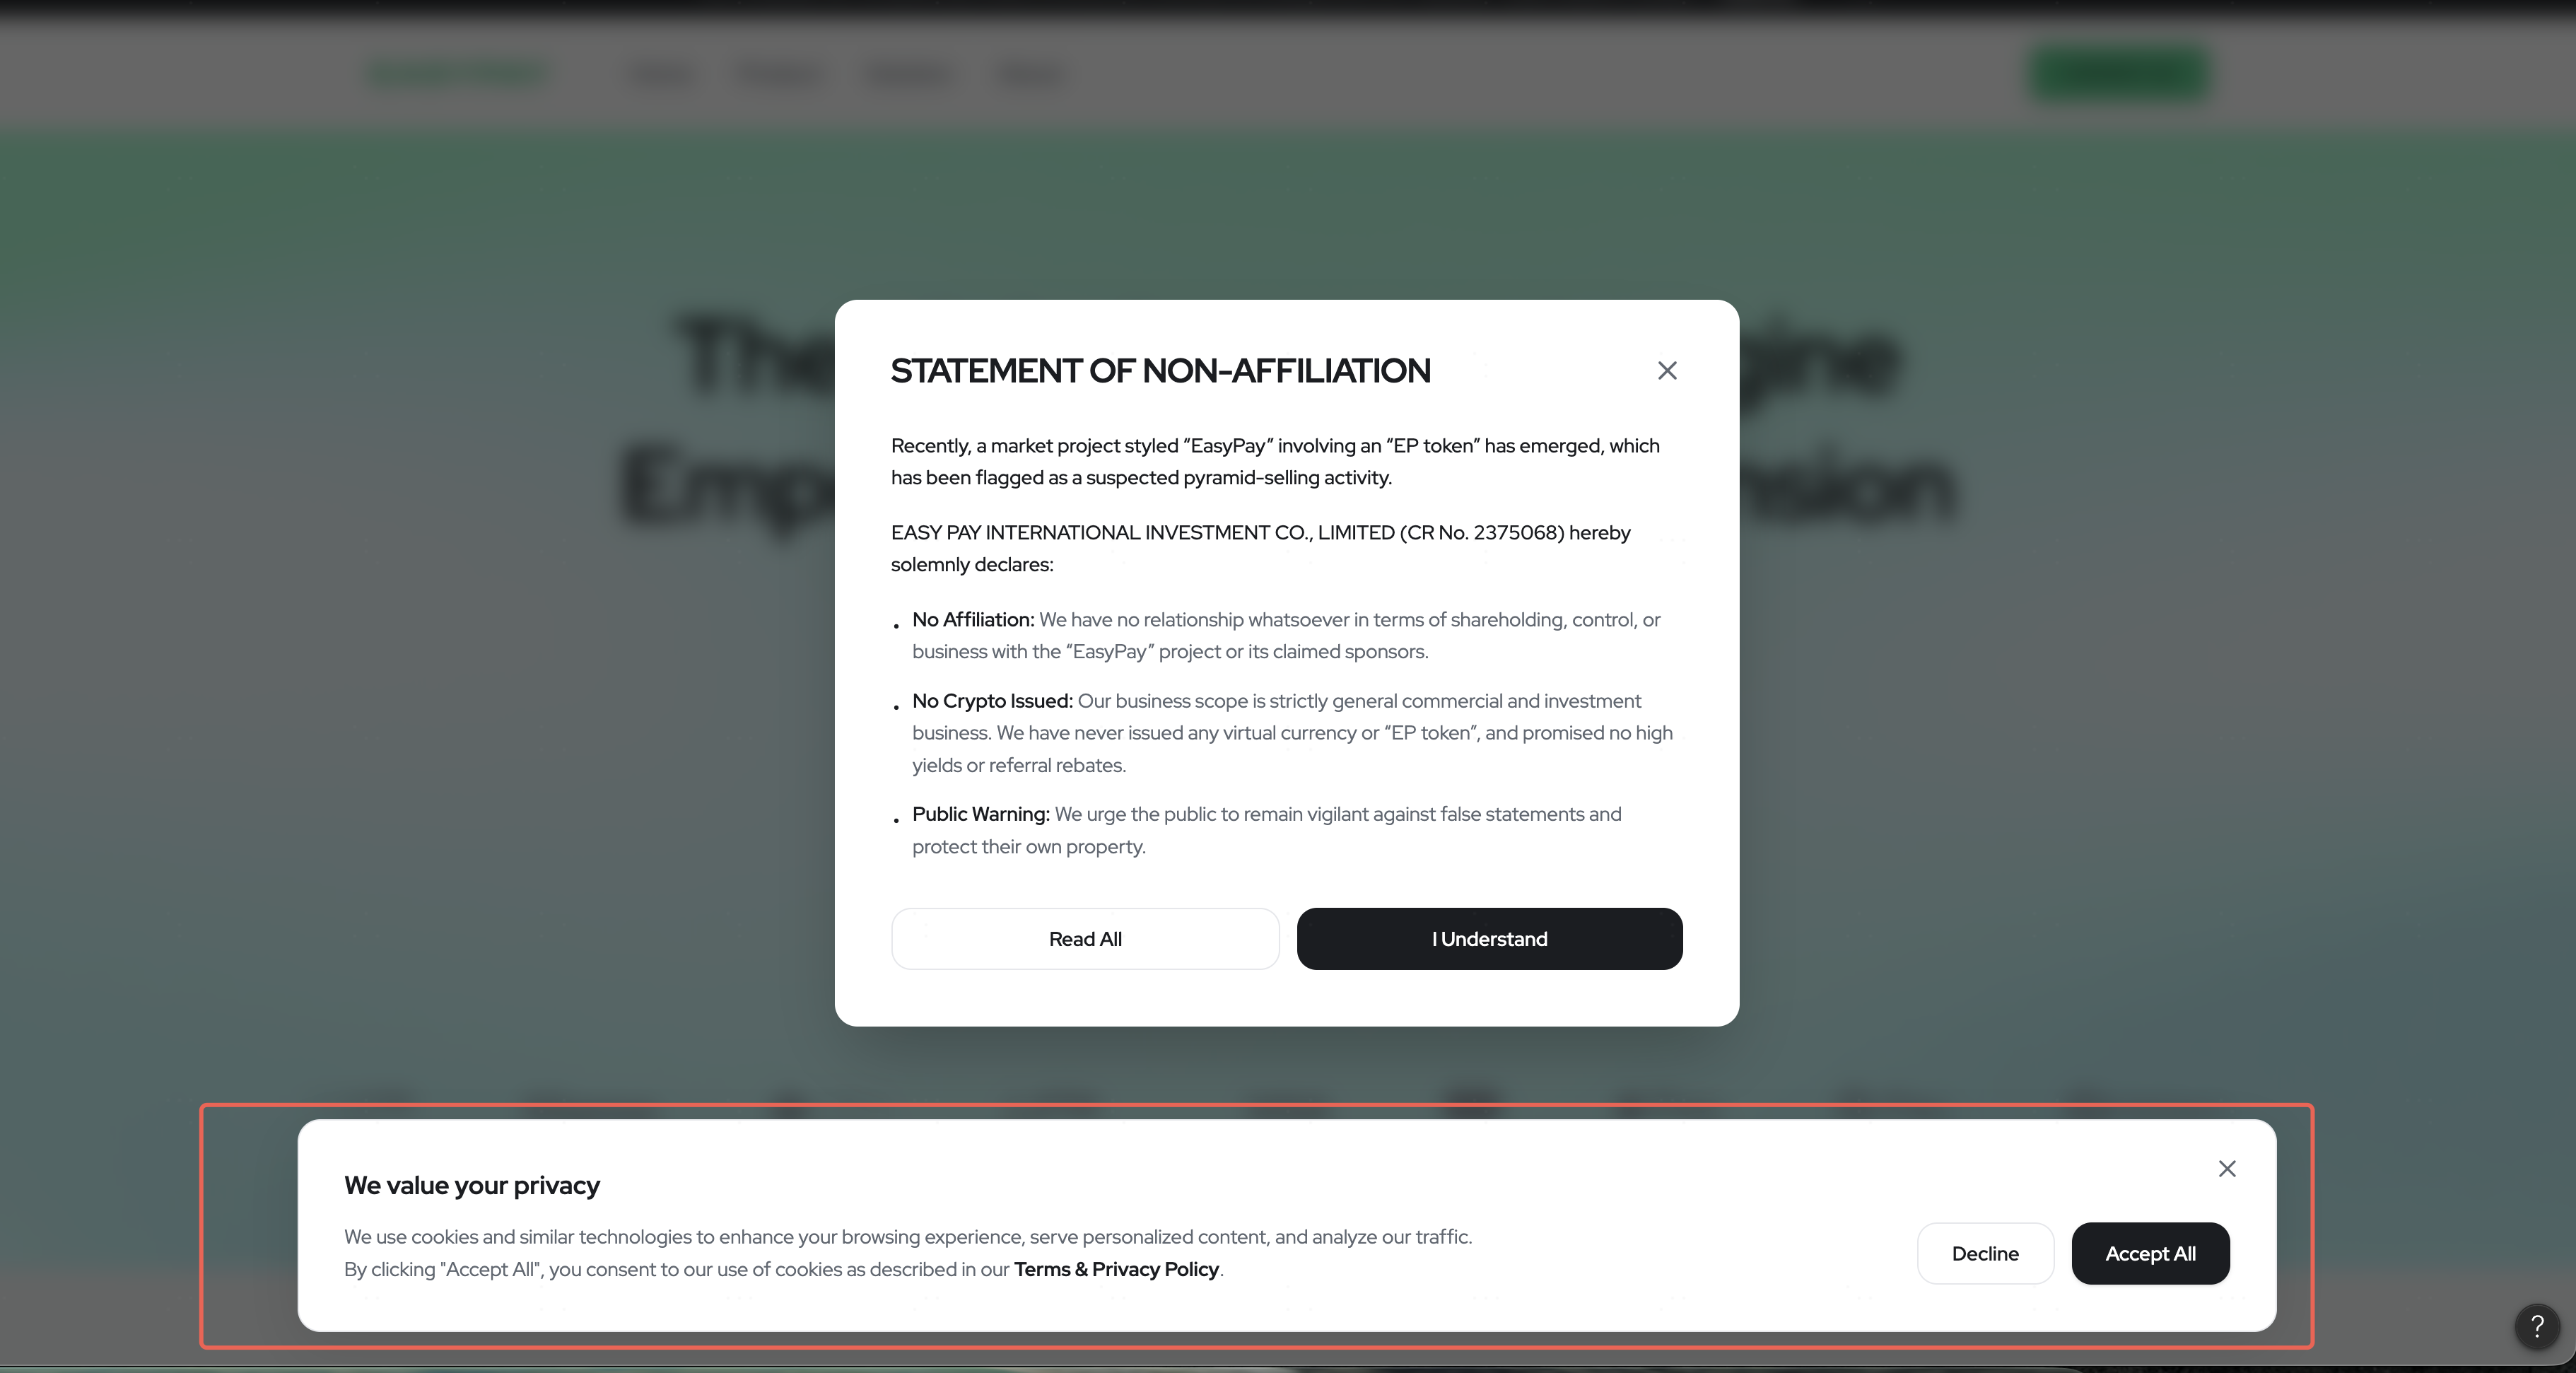 The
gine
Emp
nsion
STATEMENT OF NON-AFFILIATION
Recently, a market project styled “EasyPay” involving an “EP token” has emerged, which
has been flagged as a suspected pyramid-selling activity.
EASY PAY INTERNATIONAL INVESTMENT CO., LIMITED (CR No. 2375068) hereby
solemnly declares:
• No Affiliation: We have no relationship whatsoever in terms of shareholding, control, or
business with the “EasyPay” project or its claimed sponsors.
• No Crypto Issued: Our business scope is strictly general commercial and investment
business. We have never issued any virtual currency or “EP token”, and promised no high
yields or referral rebates.
• Public Warning: We urge the public to remain vigilant against false statements and
protect their own property.
Read All
I Understand
We value your privacy
We use cookies and similar technologies to enhance your browsing experience, serve personalized content, and analyze our traffic.
By clicking "Accept All", you consent to our use of cookies as described in our Terms & Privacy Policy.
Decline
Accept All
?